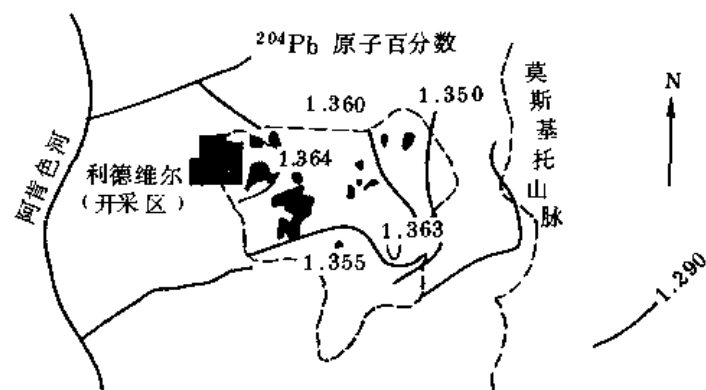 ²⁰⁴Pb 原子百分数
莫斯基托山脉
N
1.360
1.350
阿肯色河
利德维尔
（开采区）
1.364
1.363
1.355
1.290